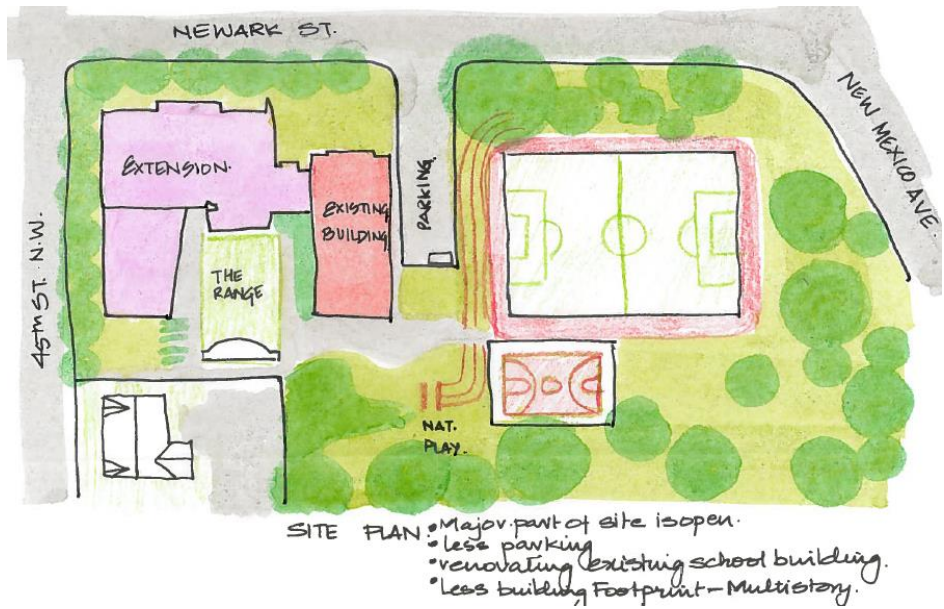 NEWARK ST.
NEW MEXICO AVE.
45TH ST. N.W.
EXTENSION.
EXISTING
BUILDING
PARKING
THE
RANGE
NAT.
PLAY.
SITE PLAN:
• Major part of site is open.
• less parking
• renovating existing school building.
• Less building Footprint - Multistory.